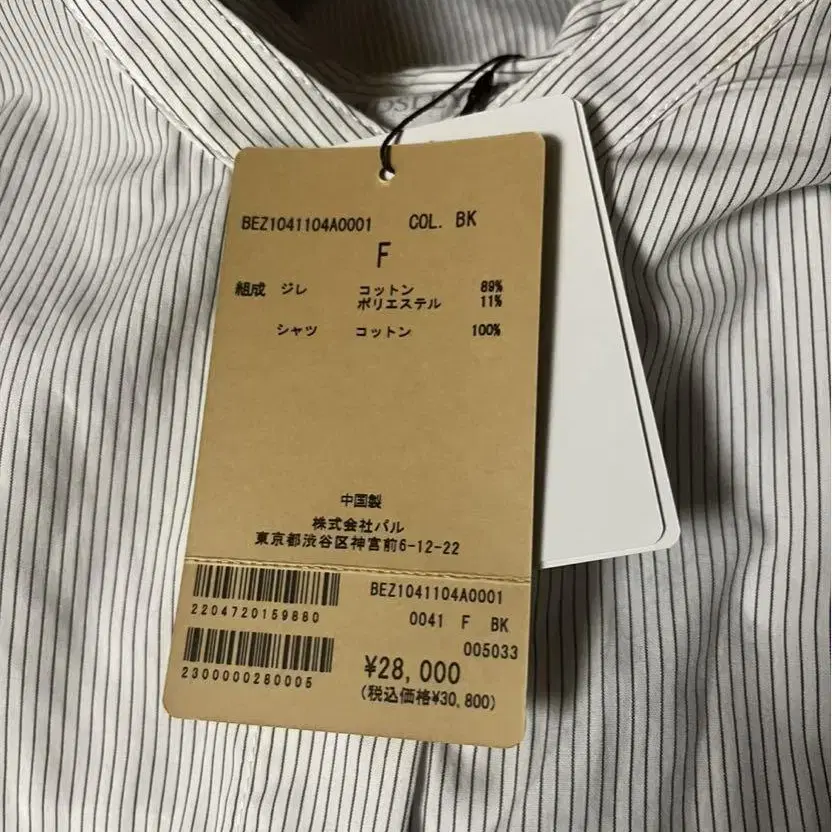 BEZ1041104A0001 COL. BK
F
組成 ジレ コットン 89%
ポリエステル 11%
シャツ コットン 100%
中国製
株式会社パル
東京都渋谷区神宮前6-12-22
BEZ1041104A0001
2204720159880
0041 F BK
005033
2300000280005
¥28,000
(税込価格¥30,800)